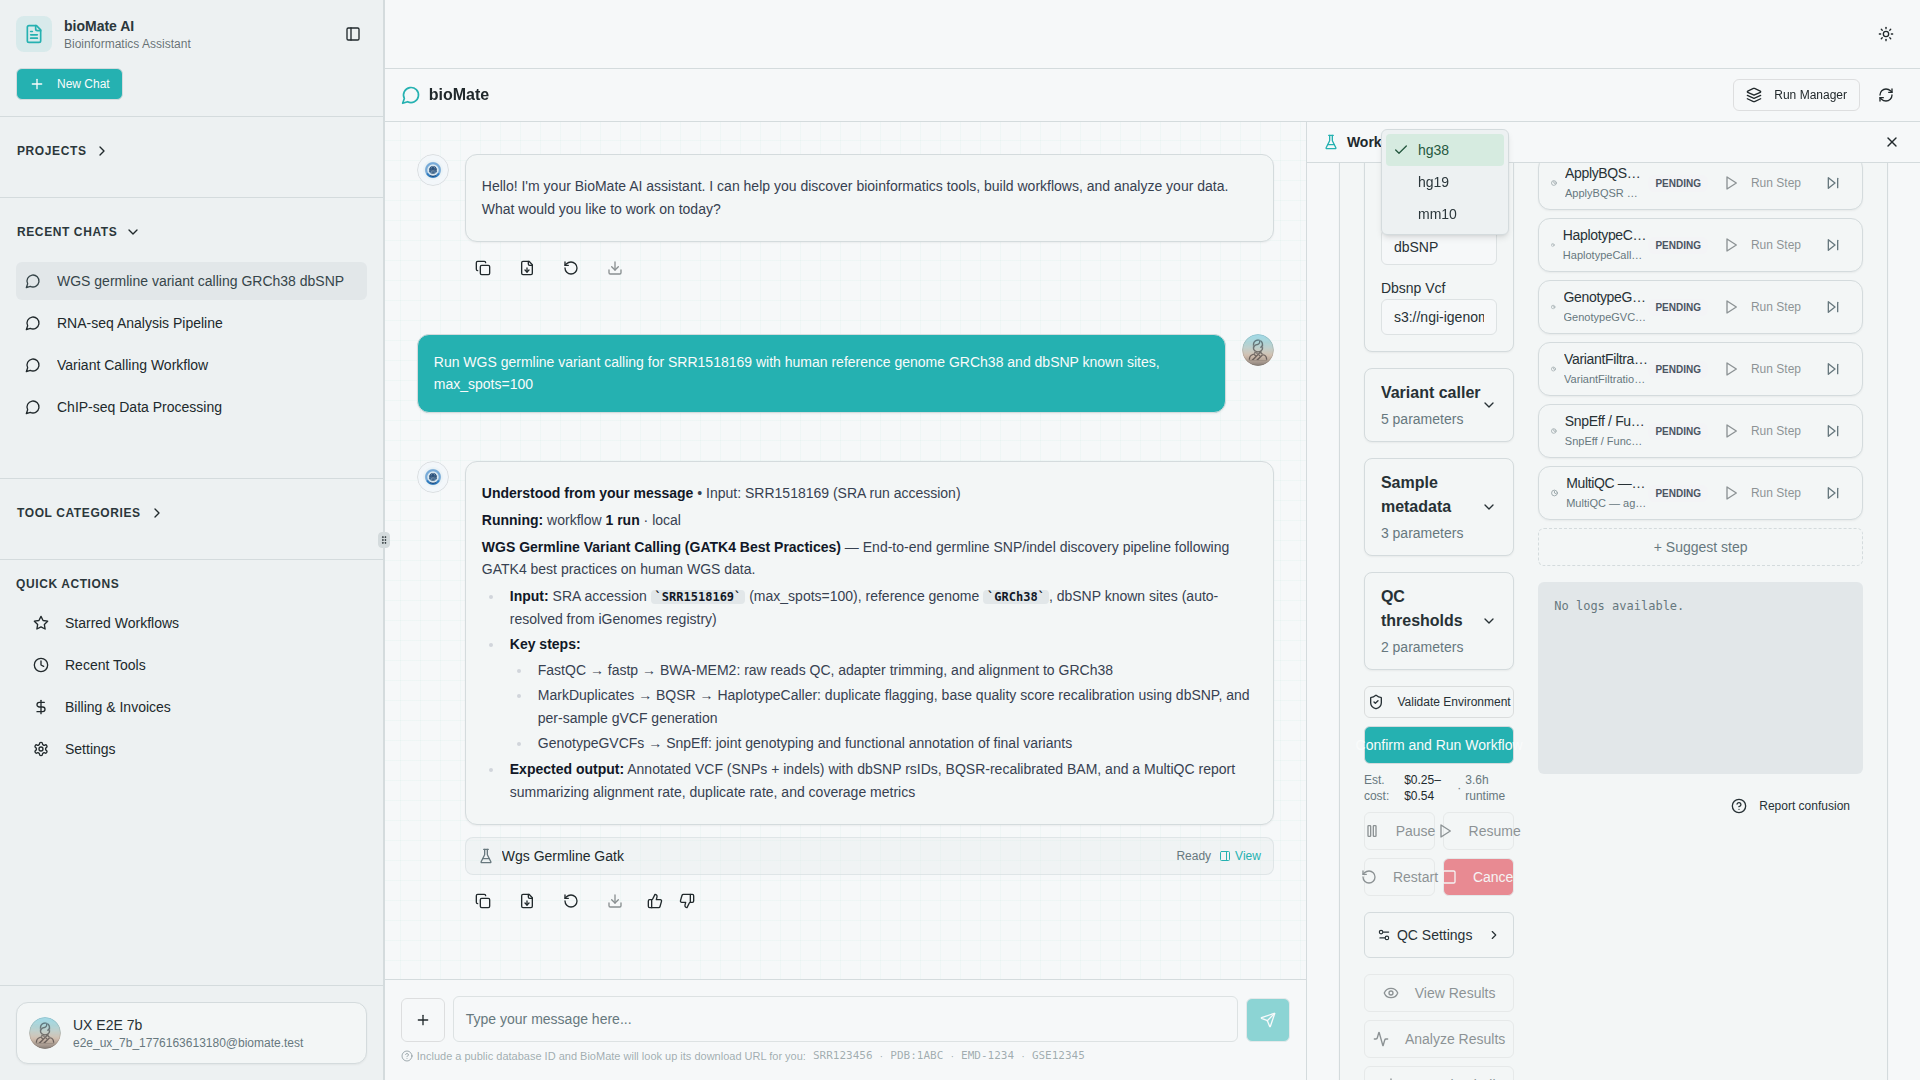 bioMate AI
Bioinformatics Assistant
New Chat
PROJECTS
RECENT CHATS
WGS germline variant calling GRCh38 dbSNP
RNA-seq Analysis Pipeline
Variant Calling Workflow
ChIP-seq Data Processing
TOOL CATEGORIES
QUICK ACTIONS
Starred Workflows
Recent Tools
Billing & Invoices
Settings
UX E2E 7b
e2e_ux_7b_1776163613180@biomate.test
bioMate
Run Manager
Hello! I'm your BioMate AI assistant. I can help you discover bioinformatics tools, build workflows, and analyze your data.
What would you like to work on today?
Run WGS germline variant calling for SRR1518169 with human reference genome GRCh38 and dbSNP known sites,
max_spots=100
Understood from your message • Input: SRR1518169 (SRA run accession)
Running: workflow 1 run · local
WGS Germline Variant Calling (GATK4 Best Practices) — End-to-end germline SNP/indel discovery pipeline following
GATK4 best practices on human WGS data.
Input: SRA accession `SRR1518169` (max_spots=100), reference genome `GRCh38`, dbSNP known sites (auto-
resolved from iGenomes registry)
Key steps:
FastQC → fastp → BWA-MEM2: raw reads QC, adapter trimming, and alignment to GRCh38
MarkDuplicates → BQSR → HaplotypeCaller: duplicate flagging, base quality score recalibration using dbSNP, and
per-sample gVCF generation
GenotypeGVCFs → SnpEff: joint genotyping and functional annotation of final variants
Expected output: Annotated VCF (SNPs + indels) with dbSNP rsIDs, BQSR-recalibrated BAM, and a MultiQC report
summarizing alignment rate, duplicate rate, and coverage metrics
Wgs Germline Gatk
Ready
View
Type your message here...
Include a public database ID and BioMate will look up its download URL for you: SRR123456 · PDB:1ABC · EMD-1234 · GSE12345
Work
hg38
hg19
mm10
dbSNP
Dbsnp Vcf
s3://ngi-igenon
Variant caller
5 parameters
Sample
metadata
3 parameters
QC
thresholds
2 parameters
Validate Environment
onfirm and Run Workflo
Est.
cost:
$0.25–
$0.54
·
3.6h
runtime
Pause
Resume
Restart
Cance
QC Settings
View Results
Analyze Results
ApplyBQS…
ApplyBQSR …
PENDING
Run Step
HaplotypeC…
HaplotypeCall…
PENDING
Run Step
GenotypeG…
GenotypeGVC…
PENDING
Run Step
VariantFiltra…
VariantFiltratio…
PENDING
Run Step
SnpEff / Fu…
SnpEff / Func…
PENDING
Run Step
MultiQC —…
MultiQC — ag…
PENDING
Run Step
+ Suggest step
No logs available.
Report confusion